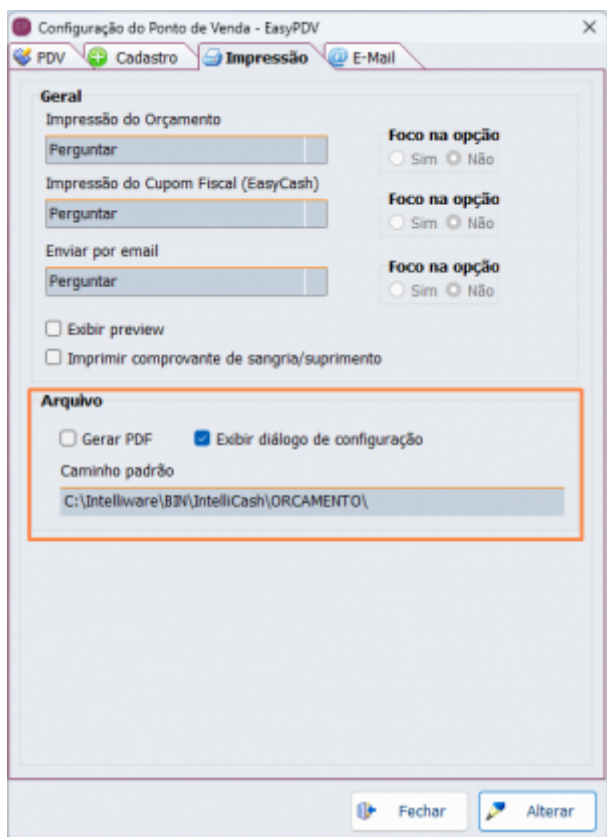 Configuração do Ponto de Venda - EasyPDV
PDV Cadastro Impressão E-Mail
Geral
Impressão do Orçamento
Perguntar
Foco na opção
Sim Não
Impressão do Cupom Fiscal (EasyCash)
Perguntar
Foco na opção
Sim Não
Enviar por email
Perguntar
Foco na opção
Sim Não
Exibir preview
Imprimir comprovante de sangria/suprimento
Arquivo
Gerar PDF Exibir diálogo de configuração
Caminho padrão
C:\Intelliware\BIN\IntelliCash\ORCAMENTO\
Fechar Alterar